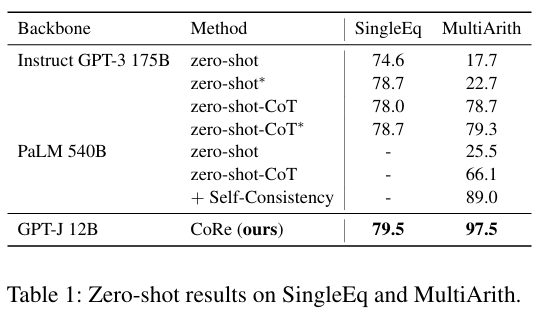 Backbone Method SingleEq MultiArith
Instruct GPT-3 175B zero-shot 74.6 17.7
zero-shot* 78.7 22.7
zero-shot-CoT 78.0 78.7
zero-shot-CoT* 78.7 79.3
PaLM 540B zero-shot - 25.5
zero-shot-CoT - 66.1
+ Self-Consistency - 89.0
GPT-J 12B CoRe (ours) 79.5 97.5
Table 1: Zero-shot results on SingleEq and MultiArith.